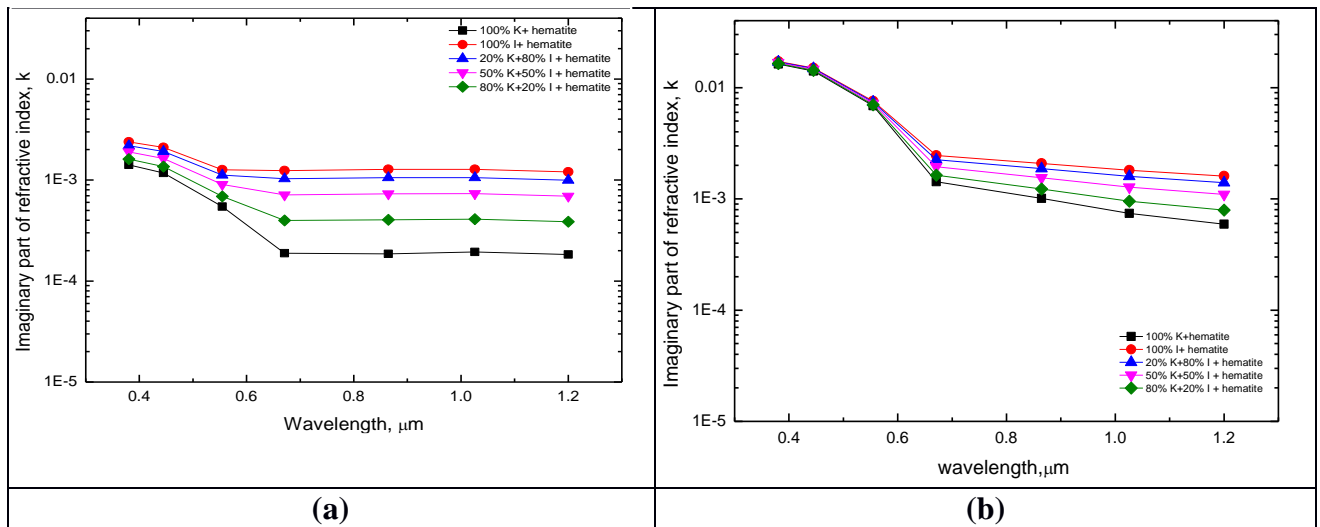 100% K+ hematite
100% I+ hematite
20% K+80% I + hematite
50% K+50% I + hematite
80% K+20% I + hematite
0.01
1E-3
1E-4
1E-5
Imaginary part of refractive index, k
0.4
0.6
0.8
1.0
1.2
Wavelength, μm
(a)
0.01
1E-3
1E-4
1E-5
Imaginary part of refractive index, k
100% K+hematite
100% I+ hematite
20% K+80% I + hematite
50% K+50% I + hematite
80% K+20% I + hematite
0.4
0.6
0.8
1.0
1.2
wavelength,μm
(b)